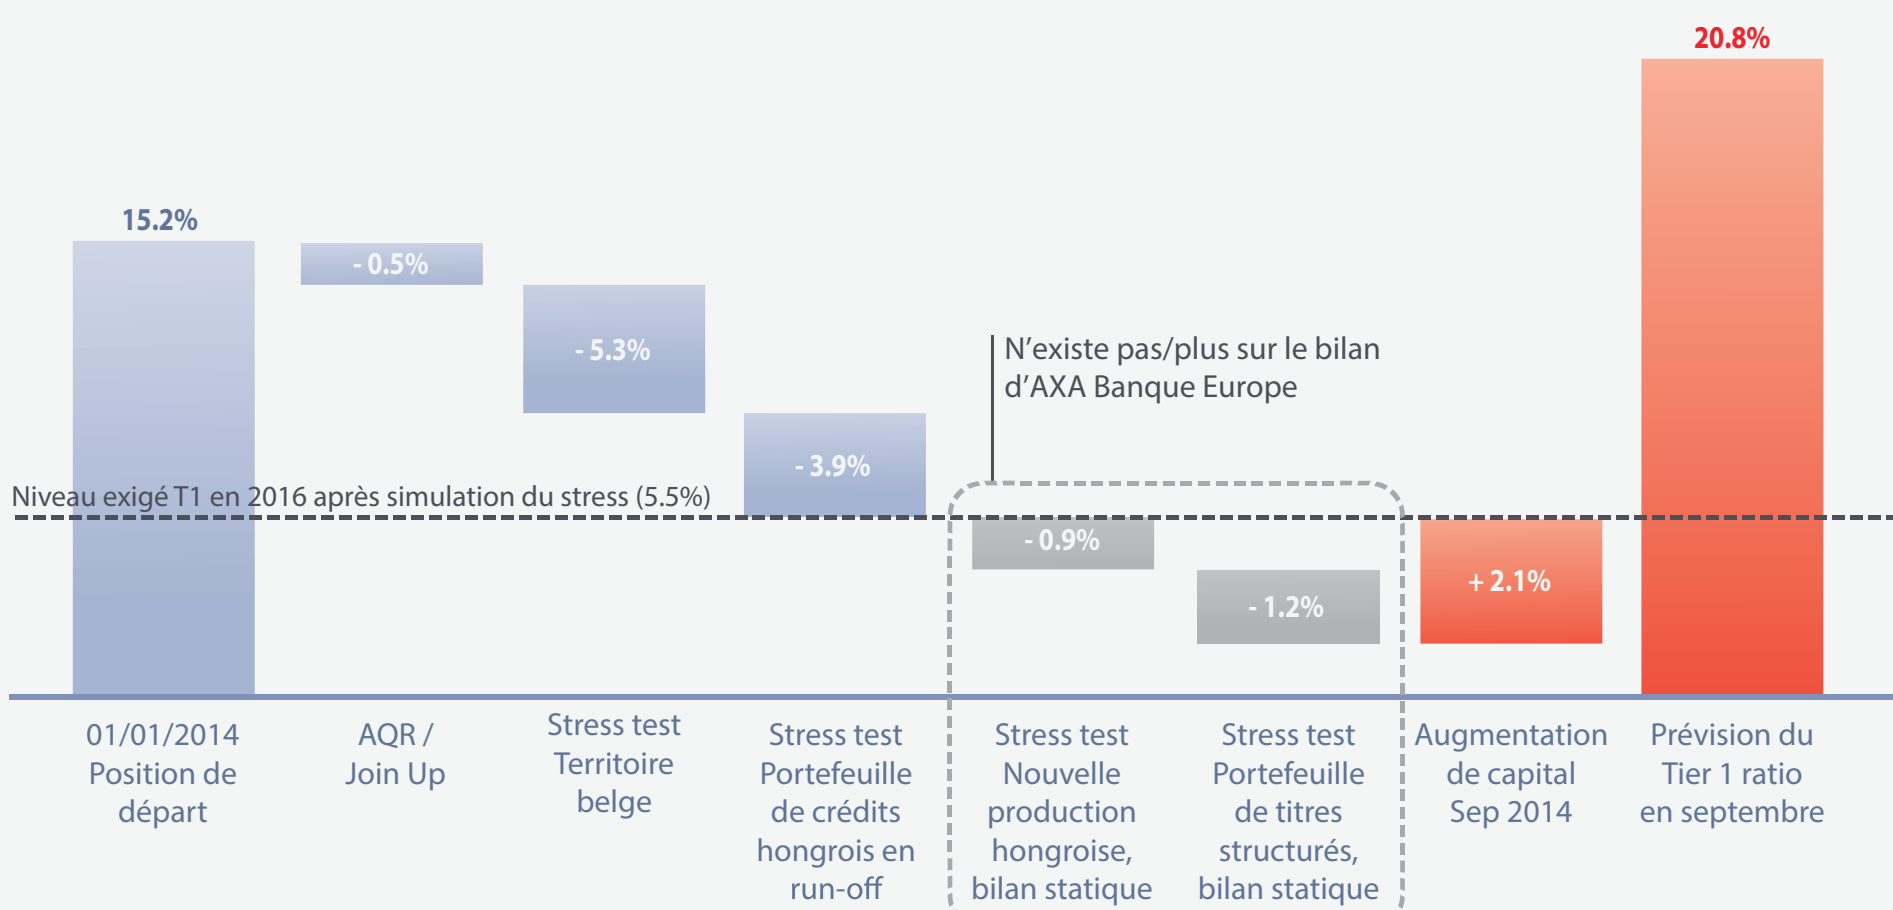 20.8%
15.2%
- 0.5%
- 5.3%
N’existe pas/plus sur le bilan
d’AXA Banque Europe
- 3.9%
Niveau exigé T1 en 2016 après simulation du stress (5.5%)
- 0.9%
- 1.2%
+ 2.1%
01/01/2014
Position de
départ
AQR /
Join Up
Stress test
Territoire
belge
Stress test
Portefeuille
de crédits
hongrois en
run-off
Stress test
Nouvelle
production
hongroise,
bilan statique
Stress test
Portefeuille
de titres
structurés,
bilan statique
Augmentation
de capital
Sep 2014
Prévision du
Tier 1 ratio
en septembre